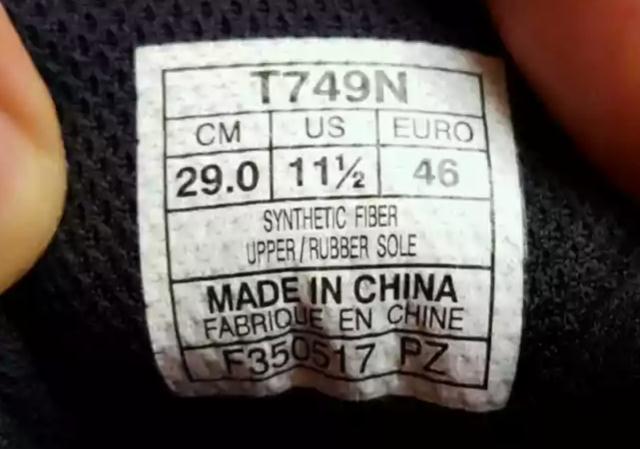 T749N
CM US EURO
29.0 11½ 46
SYNTHETIC FIBER
UPPER/RUBBER SOLE
MADE IN CHINA
FABRIQUE EN CHINE
F350517 PZ